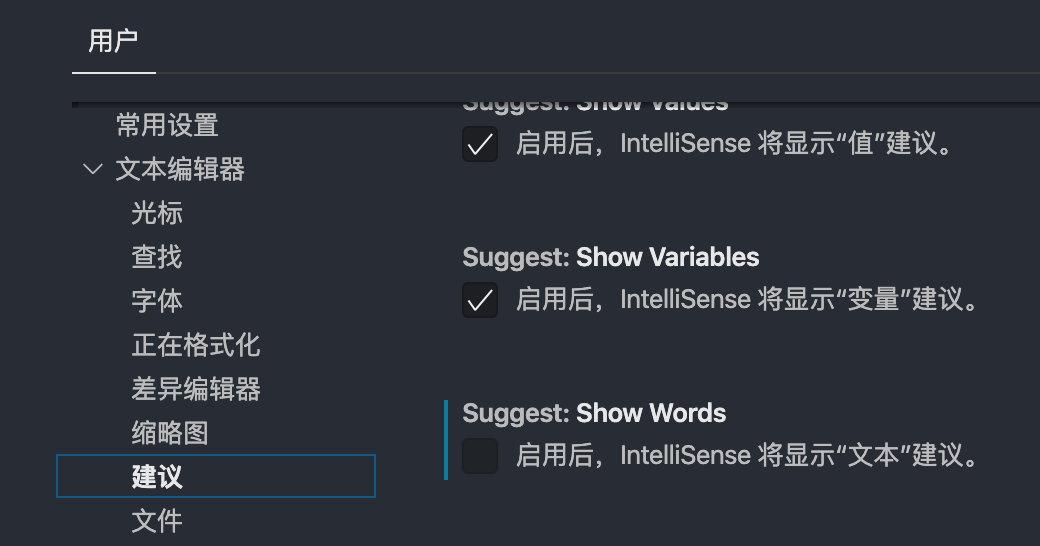 用户
常用设置
文本编辑器
光标
查找
字体
正在格式化
差异编辑器
缩略图
建议
文件
Suggest: Show Values
启用后，IntelliSense 将显示“值”建议。
Suggest: Show Variables
启用后，IntelliSense 将显示“变量”建议。
Suggest: Show Words
启用后，IntelliSense 将显示“文本”建议。